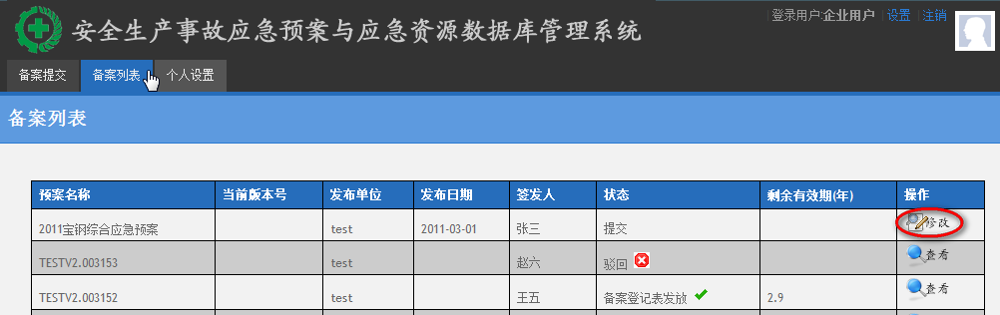 登录用户:企业用户 | 设置 | 注销
安全生产事故应急预案与应急资源数据库管理系统
备案提交 备案列表 个人设置
备案列表
预案名称 当前版本号 发布单位 发布日期 签发人 状态 剩余有效期(年) 操作
2011宝钢综合应急预案 test 2011-03-01 张三 提交 修改
TESTV2.003153 test 赵六 驳回 查看
TESTV2.003152 test 王五 备案登记表发放 2.9 查看